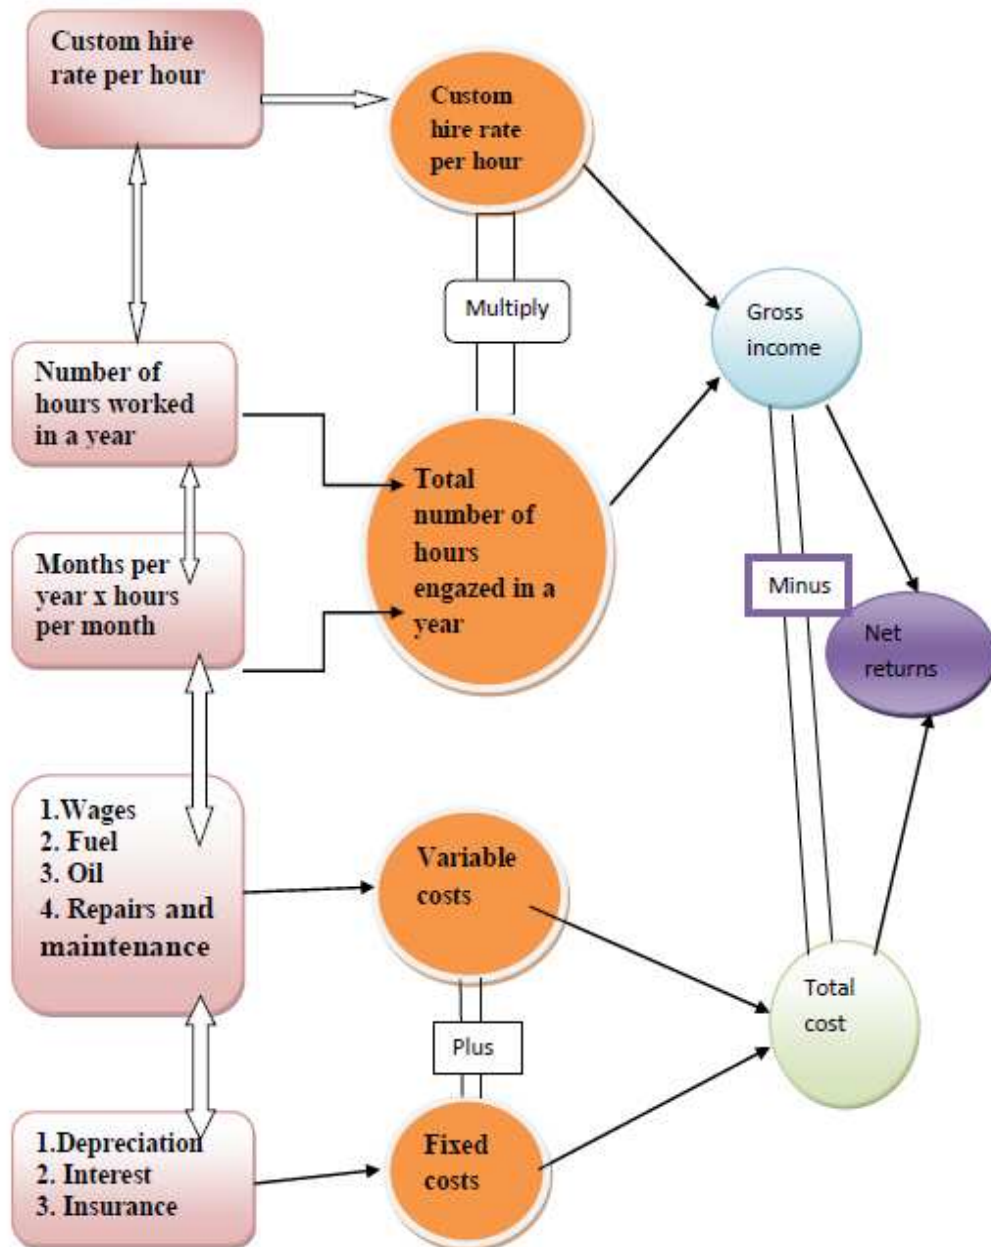 Custom hire
rate per hour
Custom
hire rate
per hour
Multiply
Gross
income
Number of
hours worked
in a year
Total
number of
hours
engazed in a
year
Months per
year x hours
per month
Minus
Net
returns
1.Wages
2. Fuel
3. Oil
4. Repairs and
maintenance
Variable
costs
Total
cost
Plus
1.Depreciation
2. Interest
3. Insurance
Fixed
costs